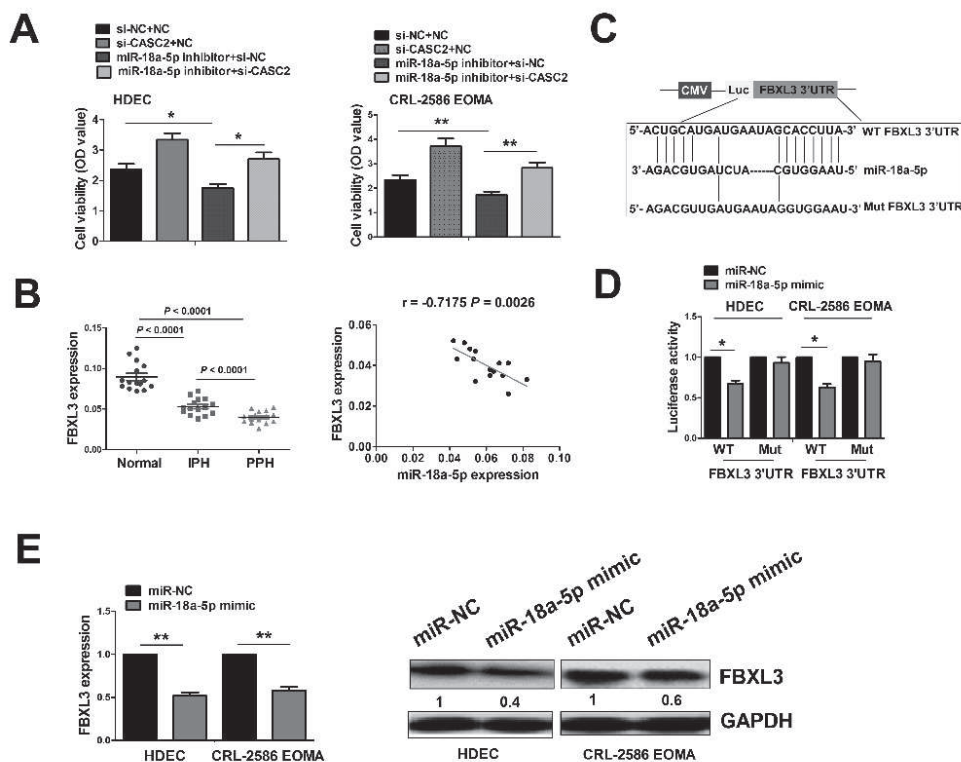 A
si-NC+NC
si-CASC2+NC
miR-18a-5p inhibitor+si-NC
miR-18a-5p inhibitor+si-CASC2
HDEC
Cell viability (OD value)
4
3
2
1
0
*
*
si-NC+NC
si-CASC2+NC
miR-18a-5p inhibitor+si-NC
miR-18a-5p inhibitor+si-CASC2
CRL-2586 EOMA
Cell viability (OD value)
5
4
3
2
1
0
**
**
C
CMV
Luc
FBXL3 3'UTR
5'-ACUGCAUGAUGAAUAGCACCUUA-3' WT FBXL3 3'UTR
3'-AGACGUGAUCUA-----CGUGGAAU-5' miR-18a-5p
5'-AGACGUUGAUGAAUAGGUGGAAU-3' Mut FBXL3 3'UTR
B
FBXL3 expression
0.15
0.10
0.05
0.00
P < 0.0001
P < 0.0001
P < 0.0001
Normal IPH PPH
r = -0.7175 P = 0.0026
FBXL3 expression
0.06
0.04
0.02
0.00
0.00 0.02 0.04 0.06 0.08 0.10
miR-18a-5p expression
D
miR-NC
miR-18a-5p mimic
HDEC CRL-2586 EOMA
Luciferase activity
1.5
1.0
0.5
0.0
*
*
WT Mut WT Mut
FBXL3 3'UTR FBXL3 3'UTR
E
miR-NC
miR-18a-5p mimic
FBXL3 expression
1.5
1.0
0.5
0.0
**
**
HDEC CRL-2586 EOMA
miR-NC miR-18a-5p mimic miR-NC miR-18a-5p mimic
FBXL3
1 0.4 1 0.6
GAPDH
HDEC CRL-2586 EOMA